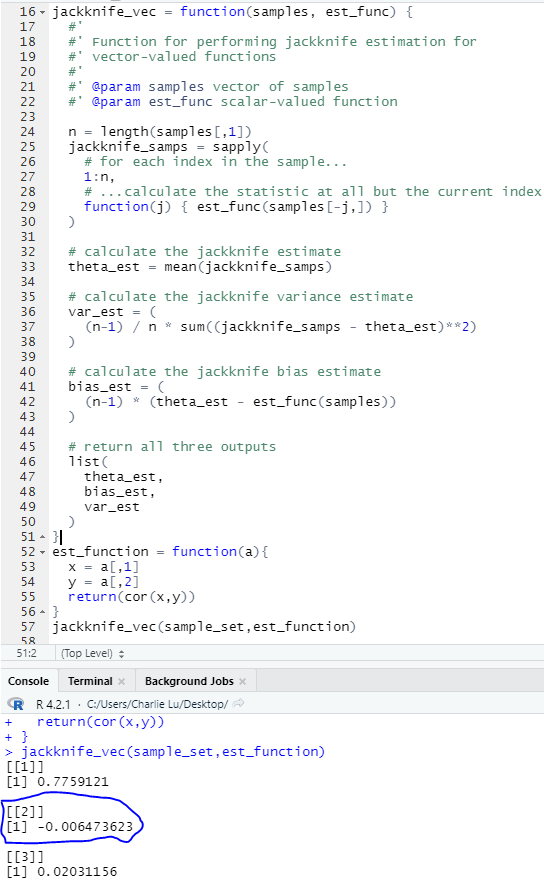 16 jackknife_vec = function(samples, est_func) {
17 #'
18 #' Function for performing jackknife estimation for
19 #' vector-valued functions
20 #'
21 #' @param samples vector of samples
22 #' @param est_func scalar-valued function
23
24 n = length(samples[,1])
25 jackknife_samps = sapply(
26 # for each index in the sample...
27 1:n,
28 # ...calculate the statistic at all but the current index
29 function(j) { est_func(samples[-j,]) }
30 )
31
32 # calculate the jackknife estimate
33 theta_est = mean(jackknife_samps)
34
35 # calculate the jackknife variance estimate
36 var_est = (
37 (n-1) / n * sum((jackknife_samps - theta_est)**2)
38 )
39
40 # calculate the jackknife bias estimate
41 bias_est = (
42 (n-1) * (theta_est - est_func(samples))
43 )
44
45 # return all three outputs
46 list(
47 theta_est,
48 bias_est,
49 var_est
50 )
51 }
52 est_function = function(a){
53 x = a[,1]
54 y = a[,2]
55 return(cor(x,y))
56 }
57 jackknife_vec(sample_set,est_function)
58
51:2 (Top Level)
Console Terminal Background Jobs
R R 4.2.1 · C:/Users/Charlie Lu/Desktop/
+ return(cor(x,y))
+ }
> jackknife_vec(sample_set,est_function)
[[1]]
[1] 0.7759121
[[2]]
[1] -0.006473623
[[3]]
[1] 0.02031156